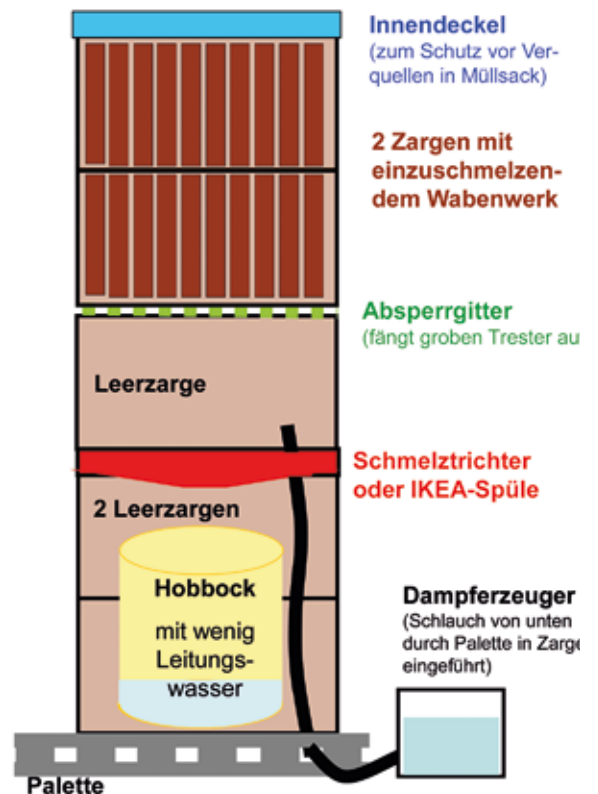 Innendeckel
(zum Schutz vor Ver-
quellen in Müllsack)
2 Zargen mit
einzuschmelzen-
dem Wabenwerk
Absperrgitter
(fängt groben Trester au
Leerzarge
Schmelztrichter
oder IKEA-Spüle
2 Leerzargen
Hobbock
mit wenig
Leitungs-
wasser
Dampferzeuger
(Schlauch von unten
durch Palette in Zarge
eingeführt)
Palette